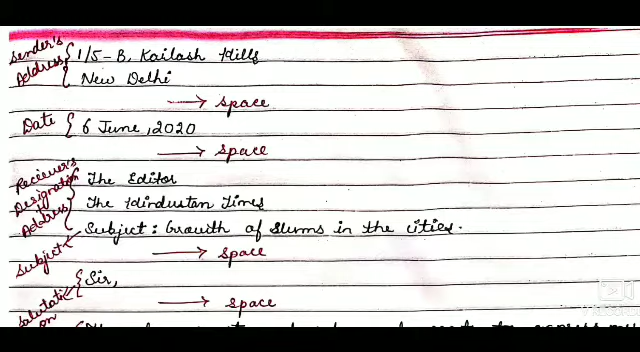 Sender's Address { 1/5-B, Kailash Hills
New Delhi
→ space
Date { 6 June, 2020
→ space
Reciever's Designation & Address { The Editor
The Hindustan Times
Subject Subject : Growth of Slums in the cities.
→ space
Salutation { Sir,
→ space